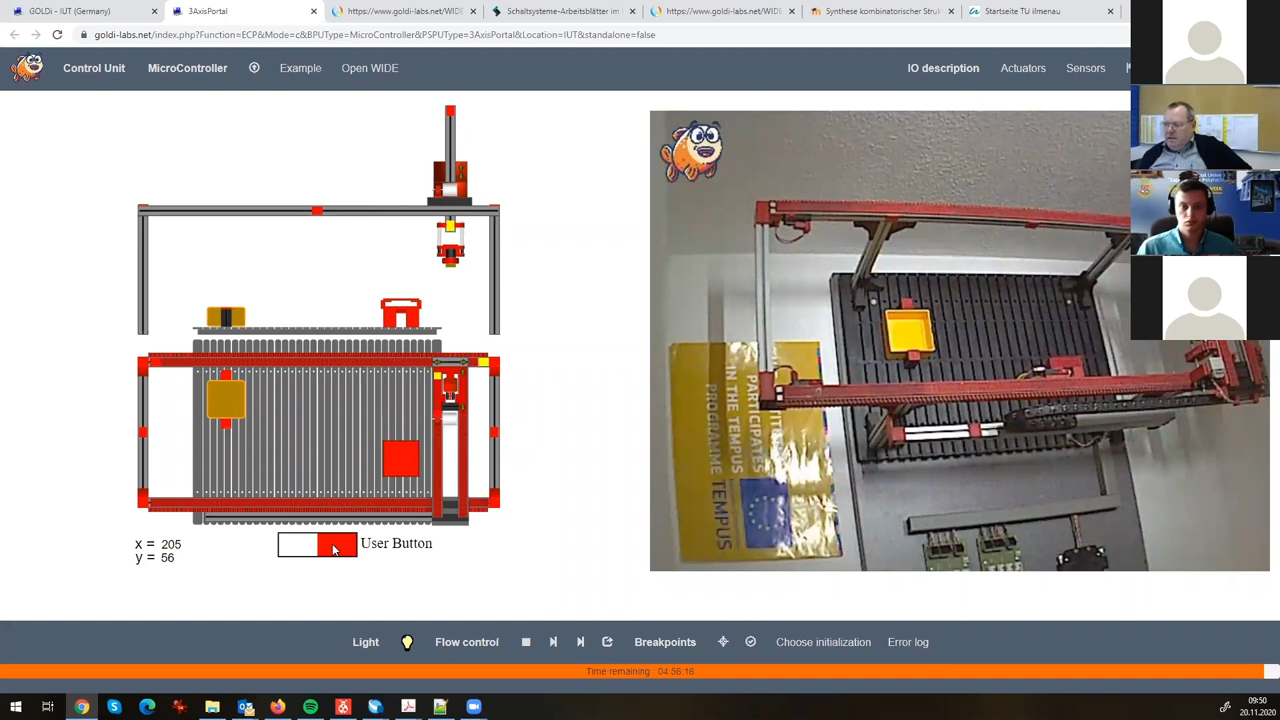 GOLDi - IUT (Germany)
3AxisPortal
https://www.goldi-labs.net/WIDE
Schaltsysteme-Arbeitsblätter im
https://www.goldi-labs.net/WIDE
Synthese kombinatorischer Struk
Startseite TU ilmenau
goldi-labs.net/index.php?Function=ECP&Mode=c&BPUType=MicroController&PSPUType=3AxisPortal&Location=IUT&standalone=false
Control Unit
MicroController
Example
Open WIDE
IO description
Actuators
Sensors
PARTICIPATES
IN THE TEMPUS
PROGRAMME TEMPUS
WEEK
x = 205
y = 56
User Button
Light
Flow control
Breakpoints
Choose initialization
Error log
Time remaining : 04:56:16
09:50
20.11.2020